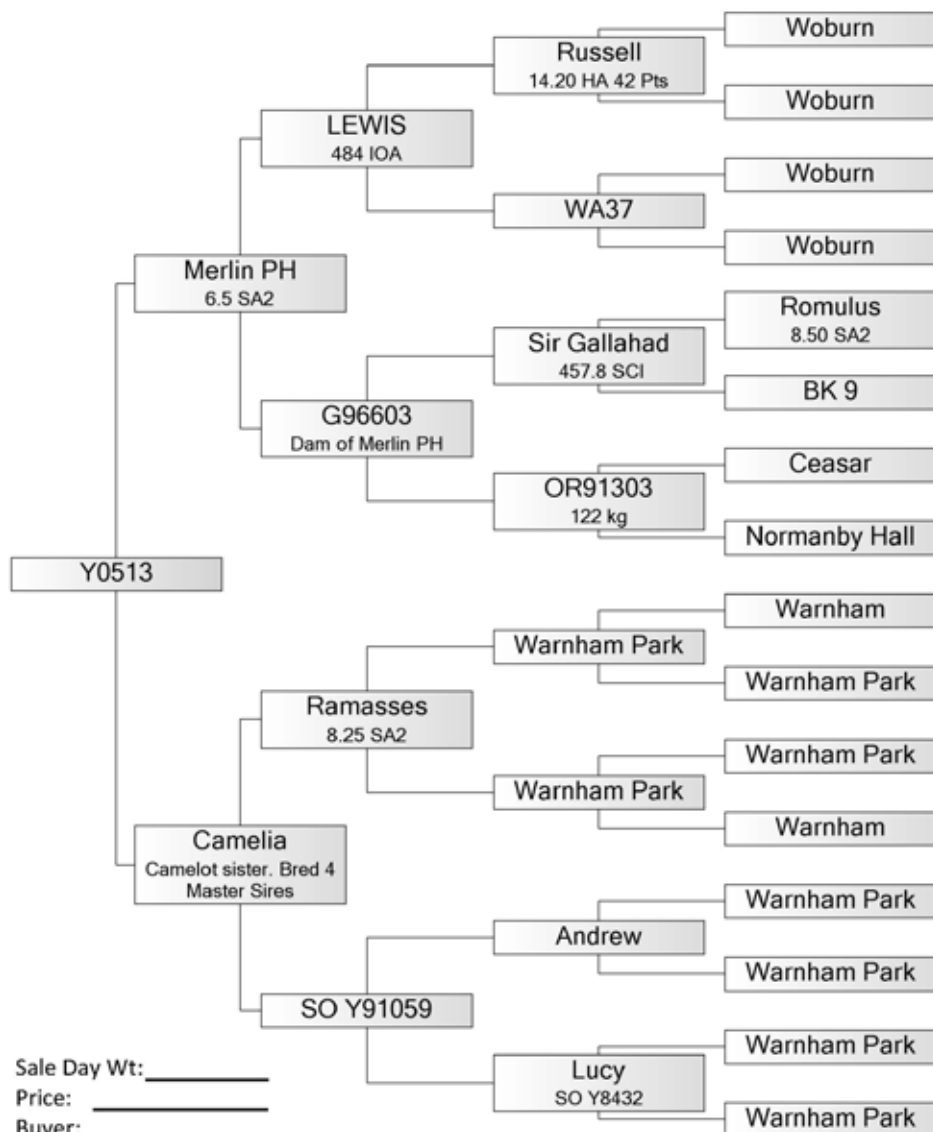 Woburn
Russell
14.20 HA 42 Pts
Woburn
LEWIS
484 IOA
Woburn
WA37
Woburn
Merlin PH
6.5 SA2
Romulus
8.50 SA2
Sir Gallahad
457.8 SCI
BK 9
G96603
Dam of Merlin PH
Ceasar
OR91303
122 kg
Normanby Hall
Y0513
Warnham
Warnham Park
Warnham Park
Ramasses
8.25 SA2
Warnham Park
Warnham Park
Warnham
Camelia
Camelot sister. Bred 4
Master Sires
Warnham Park
Andrew
Warnham Park
SO Y91059
Warnham Park
Lucy
SO Y8432
Warnham Park
Sale Day Wt:
Price:
Buyer: